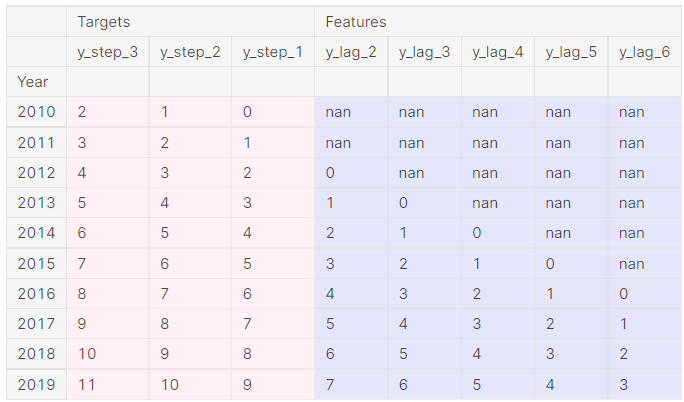 Targets Features
y_step_3 y_step_2 y_step_1 y_lag_2 y_lag_3 y_lag_4 y_lag_5 y_lag_6
Year
2010 2 1 0 nan nan nan nan nan
2011 3 2 1 nan nan nan nan nan
2012 4 3 2 0 nan nan nan nan
2013 5 4 3 1 0 nan nan nan
2014 6 5 4 2 1 0 nan nan
2015 7 6 5 3 2 1 0 nan
2016 8 7 6 4 3 2 1 0
2017 9 8 7 5 4 3 2 1
2018 10 9 8 6 5 4 3 2
2019 11 10 9 7 6 5 4 3